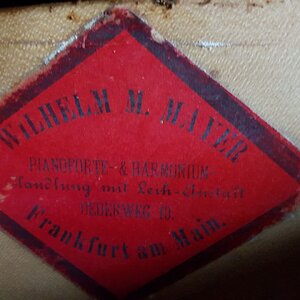 WILHELM M. MAYER
PIANOFORTE- & HARMONIUM-
Handlung mit Leih-Anstalt
OEDERWEG 10.
Frankfurt am Main.